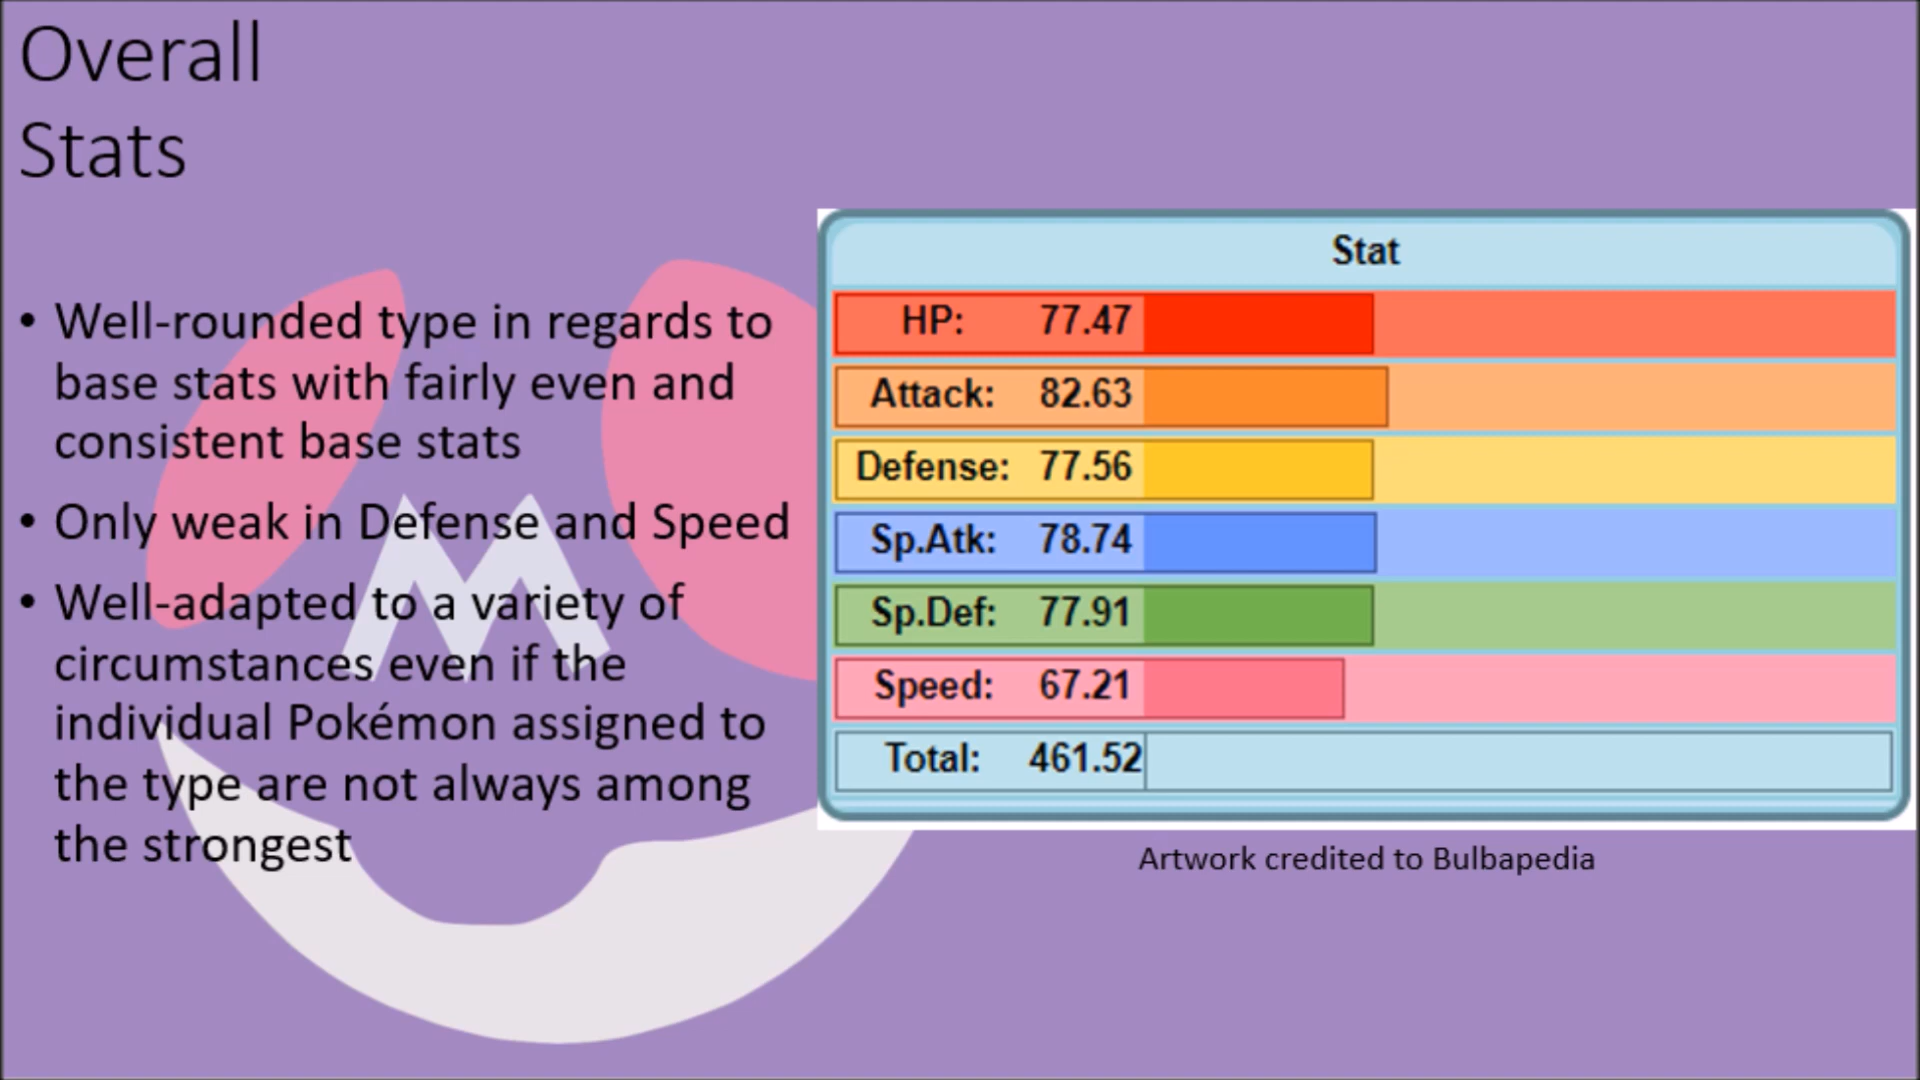 Overall
Stats
• Well-rounded type in regards to
base stats with fairly even and
consistent base stats
• Only weak in Defense and Speed
• Well-adapted to a variety of
circumstances even if the
individual Pokémon assigned to
the type are not always among
the strongest
Stat
HP: 77.47
Attack: 82.63
Defense: 77.56
Sp.Atk: 78.74
Sp.Def: 77.91
Speed: 67.21
Total: 461.52
Artwork credited to Bulbapedia